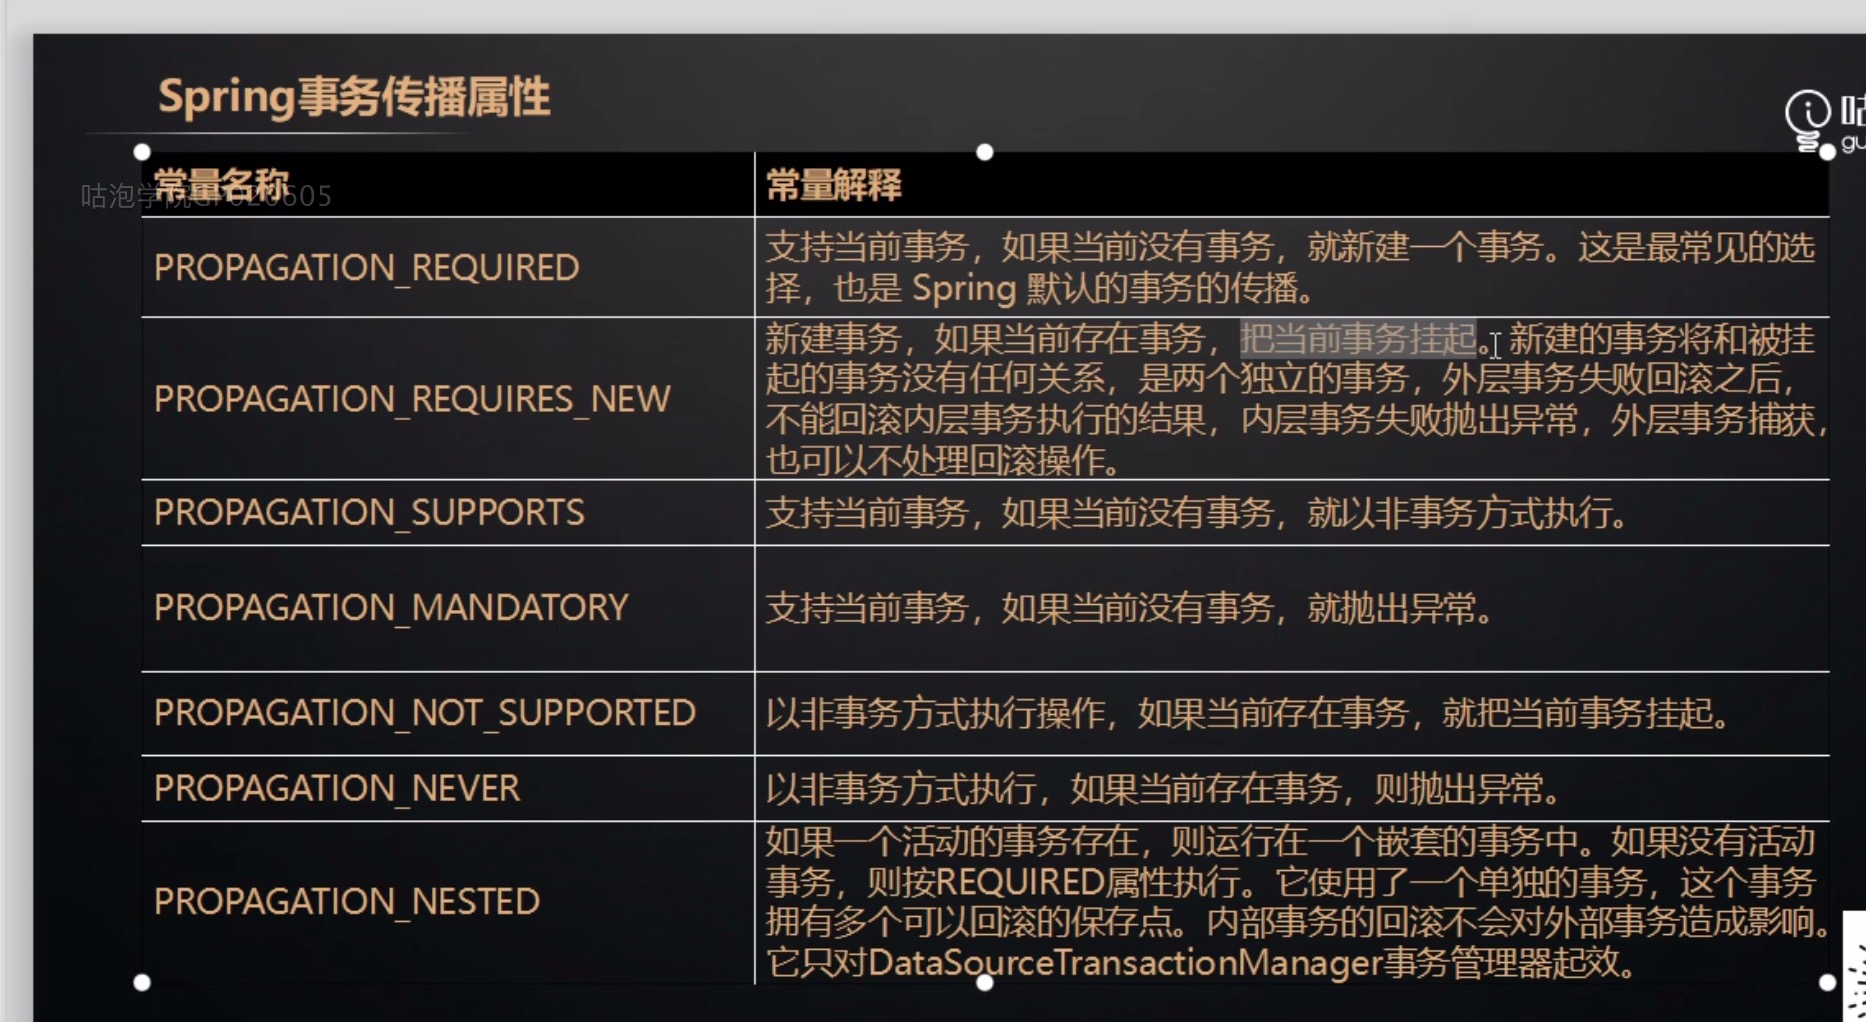 Spring事务传播属性
常量名称
常量解释
PROPAGATION_REQUIRED
支持当前事务，如果当前没有事务，就新建一个事务。这是最常见的选
择，也是 Spring 默认的事务的传播。
PROPAGATION_REQUIRES_NEW
新建事务，如果当前存在事务，把当前事务挂起。新建的事务将和被挂
起的事务没有任何关系，是两个独立的事务，外层事务失败回滚之后，
不能回滚内层事务执行的结果，内层事务失败抛出异常，外层事务捕获，
也可以不处理回滚操作。
PROPAGATION_SUPPORTS
支持当前事务，如果当前没有事务，就以非事务方式执行。
PROPAGATION_MANDATORY
支持当前事务，如果当前没有事务，就抛出异常。
PROPAGATION_NOT_SUPPORTED
以非事务方式执行操作，如果当前存在事务，就把当前事务挂起。
PROPAGATION_NEVER
以非事务方式执行，如果当前存在事务，则抛出异常。
PROPAGATION_NESTED
如果一个活动的事务存在，则运行在一个嵌套的事务中。如果没有活动
事务，则按REQUIRED属性执行。它使用了一个单独的事务，这个事务
拥有多个可以回滚的保存点。内部事务的回滚不会对外部事务造成影响。
它只对DataSourceTransactionManager事务管理器起效。